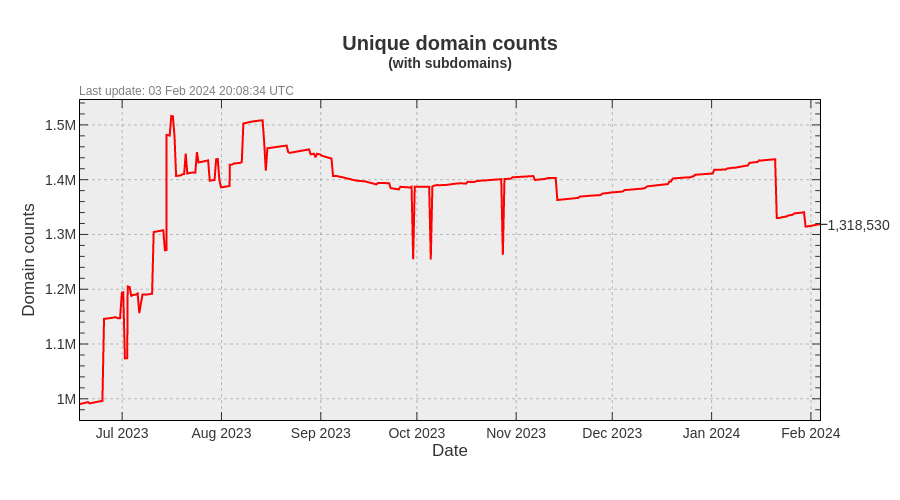 Unique domain counts
(with subdomains)
Last update: 03 Feb 2024 20:08:34 UTC
1.5M
1.4M
1.3M
1.2M
1.1M
1M
Domain counts
1,318,530
Jul 2023
Aug 2023
Sep 2023
Oct 2023
Nov 2023
Dec 2023
Jan 2024
Feb 2024
Date